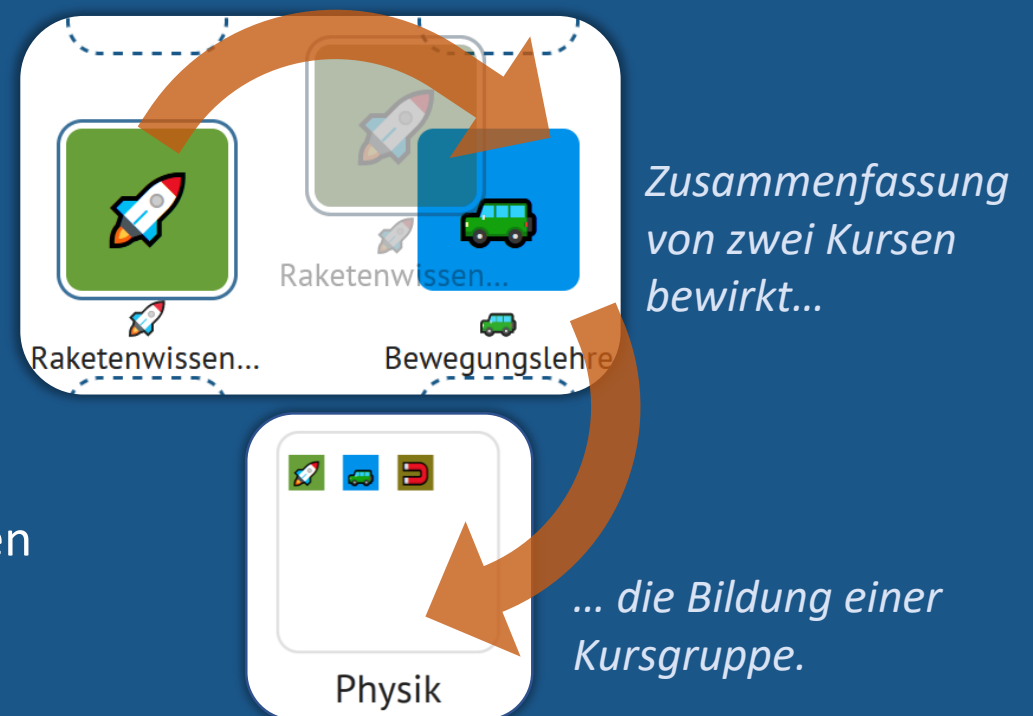 Raketenwissen...
Raketenwissen...
Bewegungslehre
Zusammenfassung
von zwei Kursen
bewirkt...
en
Physik
... die Bildung einer
Kursgruppe.